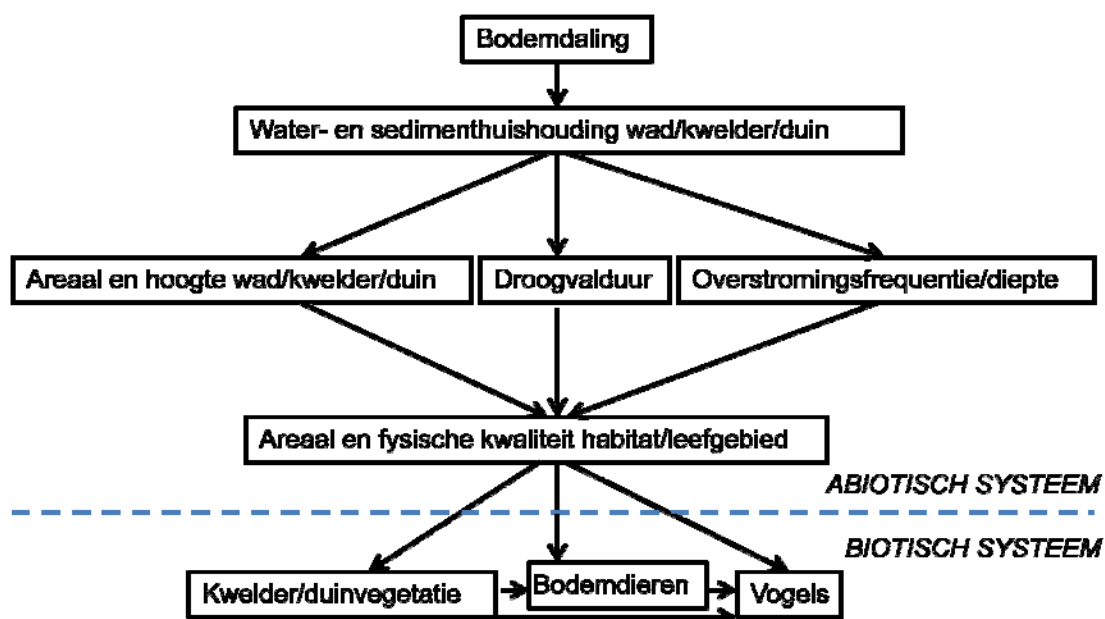 Bodemdaling
Water- en sedimenthuishouding wad/kwelder/duin
Areaal en hoogte wad/kwelder/duin
Droogvalduur
Overstromingsfrequentie/diepte
Areaal en fysische kwaliteit habitat/leefgebied
ABIOTISCH SYSTEEM
BIOTISCH SYSTEEM
Kwelder/duinvegetatie
Bodemdieren
Vogels